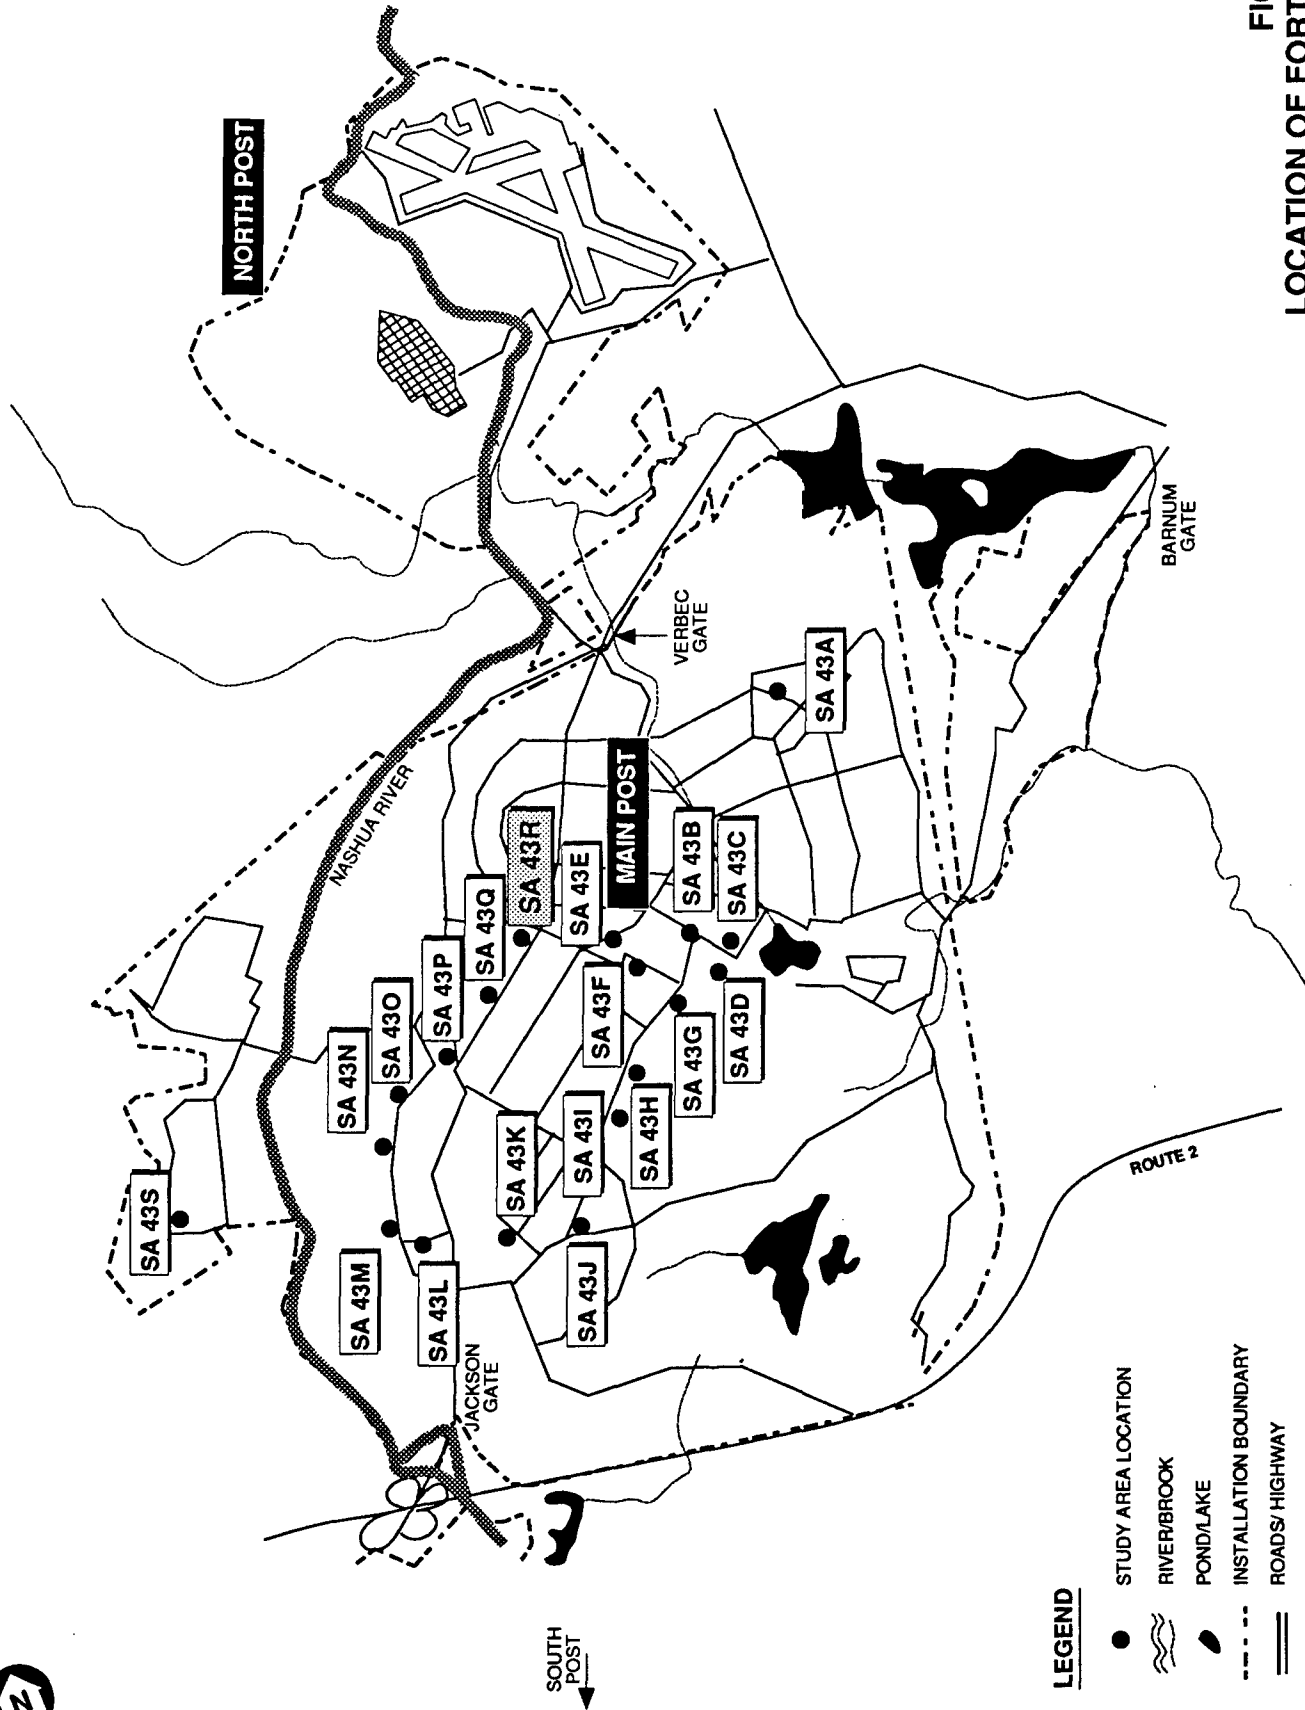 NORTH POST
NASHUA RIVER
VERBEC
GATE
BARNUM
GATE
MAIN POST
SA 43A
SA 43B
SA 43C
SA 43R
SA 43E
SA 43Q
SA 43P
SA 43O
SA 43N
SA 43F
SA 43D
SA 43G
SA 43H
SA 43I
SA 43K
SA 43S
SA 43M
SA 43L
SA 43J
JACKSON
GATE
ROUTE 2
SOUTH
POST
N
LEGEND
STUDY AREA LOCATION
RIVER/BROOK
POND/LAKE
INSTALLATION BOUNDARY
ROADS/ HIGHWAY
LOCATION OF FORT